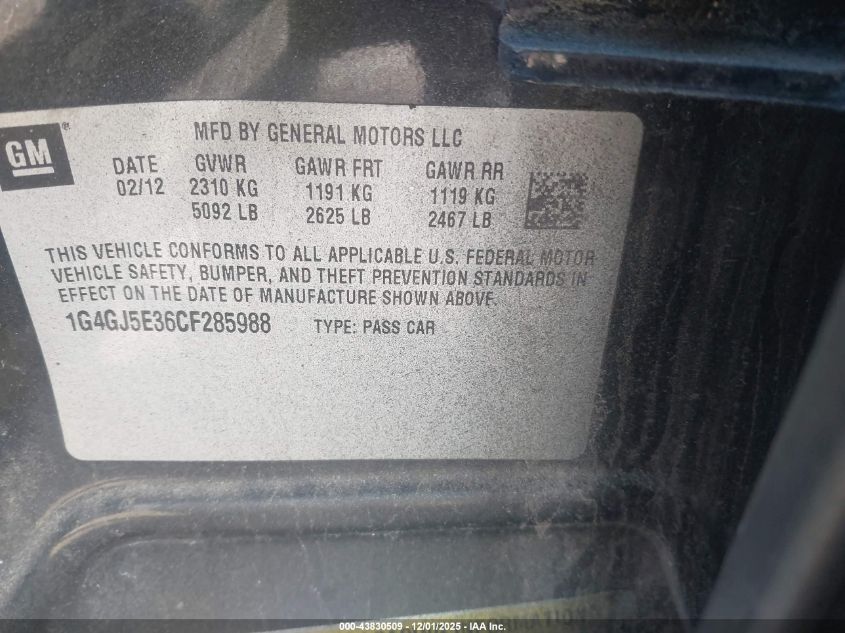 GM®
MFD BY GENERAL MOTORS LLC
DATE GVWR GAWR FRT GAWR RR
02/12 2310 KG 1191 KG 1119 KG
5092 LB 2625 LB 2467 LB
THIS VEHICLE CONFORMS TO ALL APPLICABLE U.S. FEDERAL MOTOR
VEHICLE SAFETY, BUMPER, AND THEFT PREVENTION STANDARDS IN
EFFECT ON THE DATE OF MANUFACTURE SHOWN ABOVE.
1G4GJ5E36CF285988 TYPE: PASS CAR
000-43830509 - 12/01/2025 - IAA Inc.